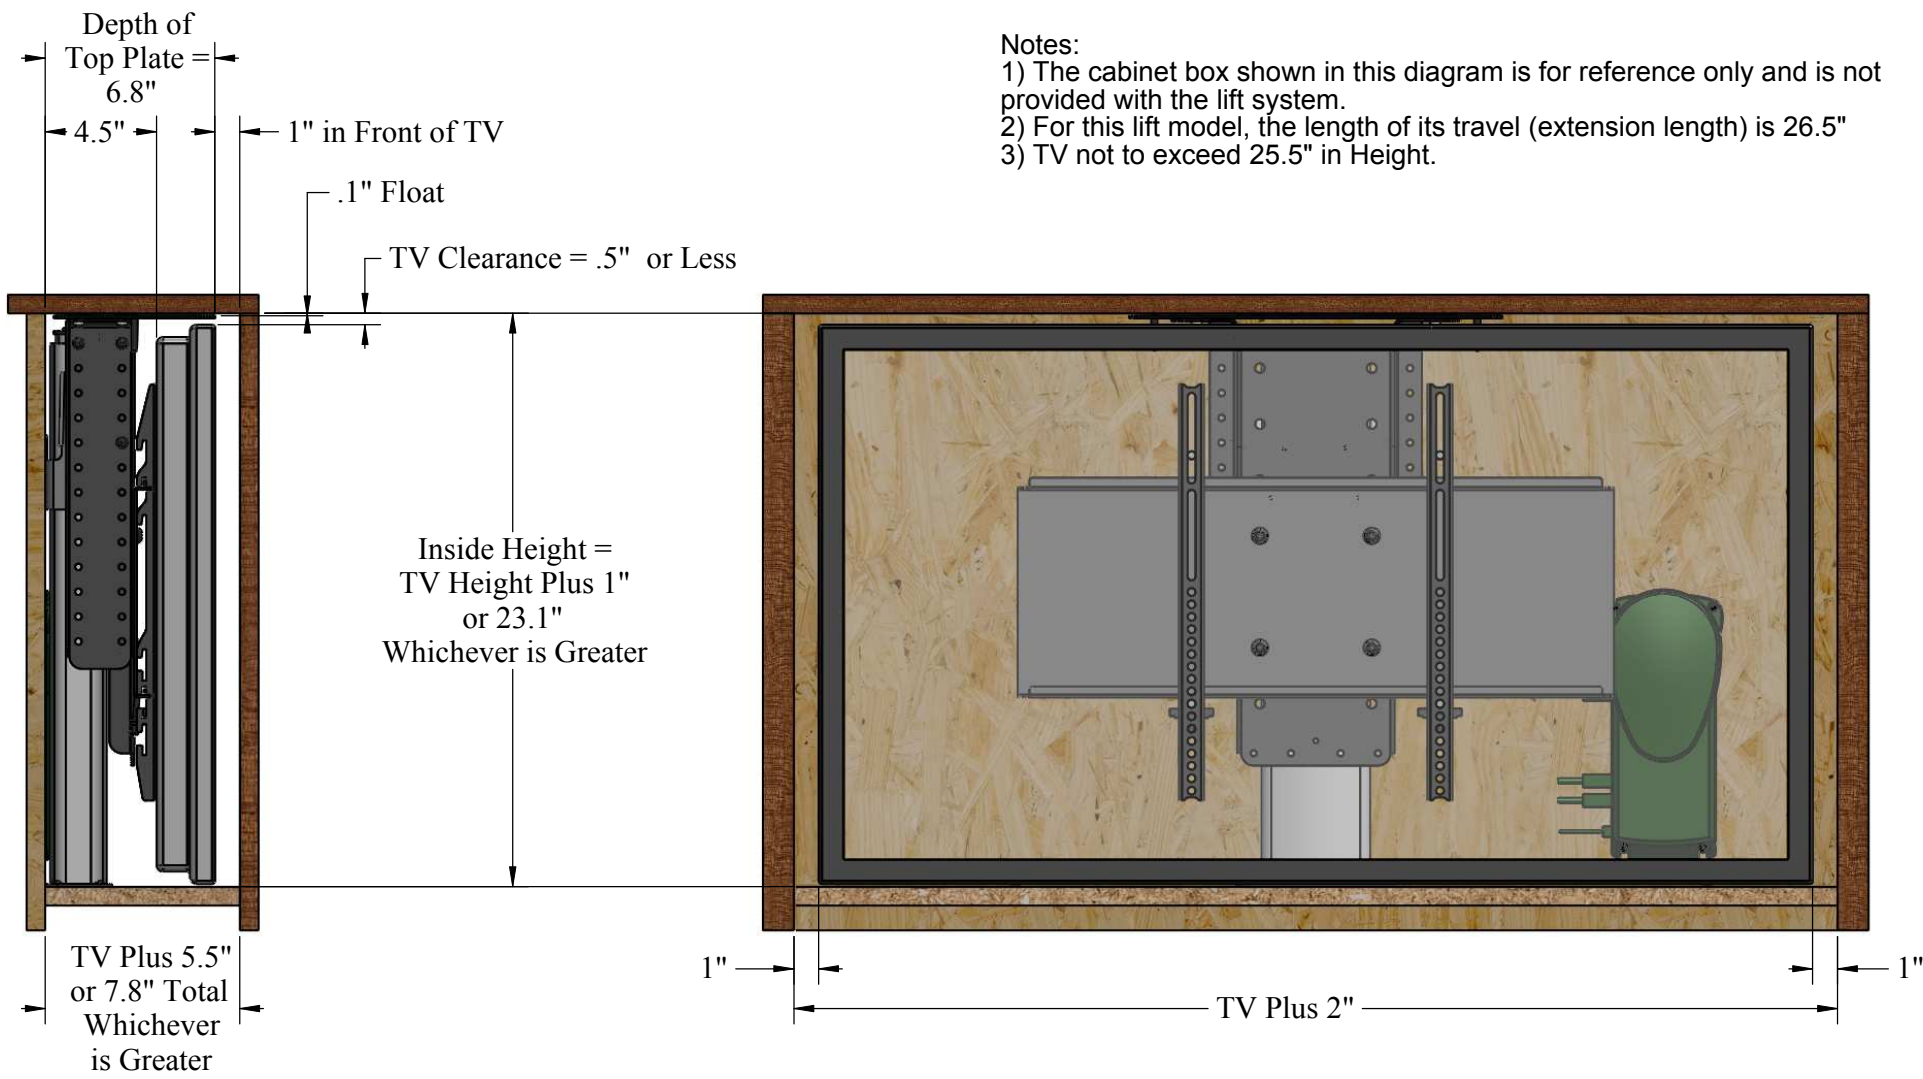 Depth of
Top Plate =
6.8"
4.5"
1" in Front of TV
.1" Float
TV Clearance = .5" or Less
Notes:
1) The cabinet box shown in this diagram is for reference only and is not
provided with the lift system.
2) For this lift model, the length of its travel (extension length) is 26.5"
3) TV not to exceed 25.5" in Height.
Inside Height =
TV Height Plus 1"
or 23.1"
Whichever is Greater
TV Plus 5.5"
or 7.8" Total
Whichever
is Greater
1"
TV Plus 2"
1"